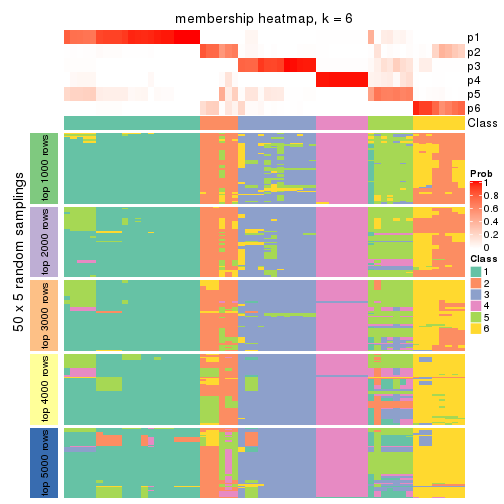 membership heatmap, k = 6
p1
p2
p3
p4
p5
p6
Class
50 x 5 random samplings
top 1000 rows
top 2000 rows
top 3000 rows
top 4000 rows
top 5000 rows
Prob
1
0.8
0.6
0.4
0.2
0
Class
1
2
3
4
5
6